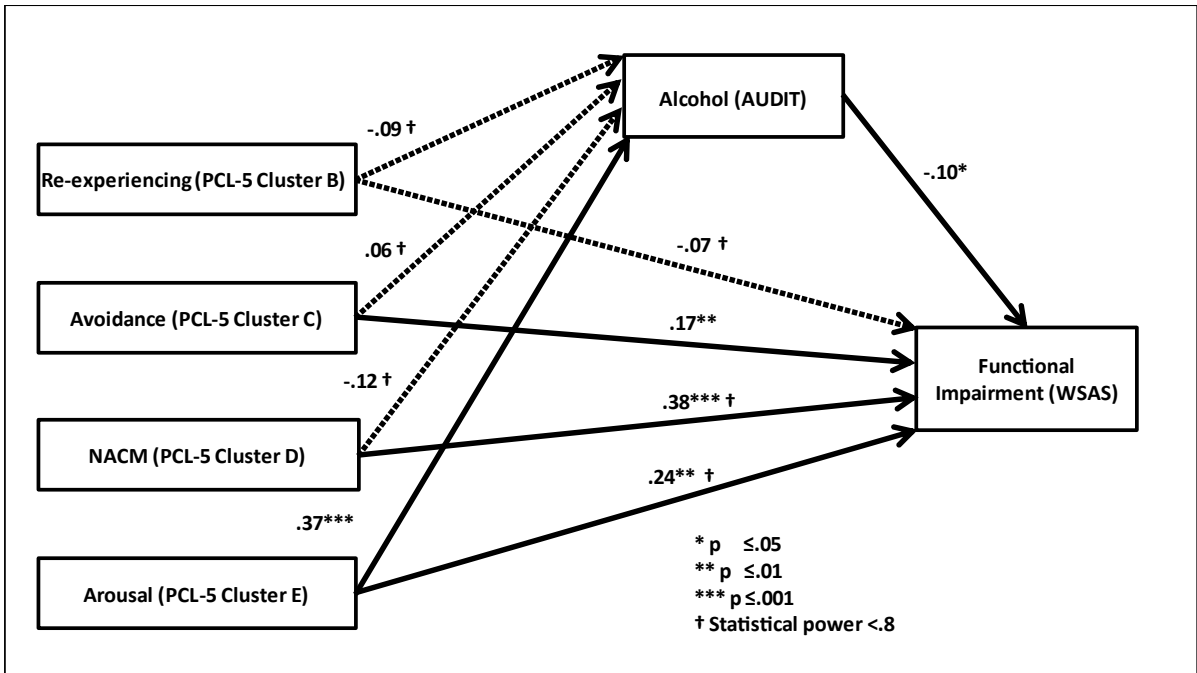 Alcohol (AUDIT)
-.09 †
Re-experiencing (PCL-5 Cluster B)
-.10*
.06 †
-.07 †
Avoidance (PCL-5 Cluster C)
.17**
Functional
Impairment (WSAS)
-.12 †
.38*** †
NACM (PCL-5 Cluster D)
.24** †
.37***
* p ≤.05
** p ≤.01
*** p ≤.001
† Statistical power <.8
Arousal (PCL-5 Cluster E)